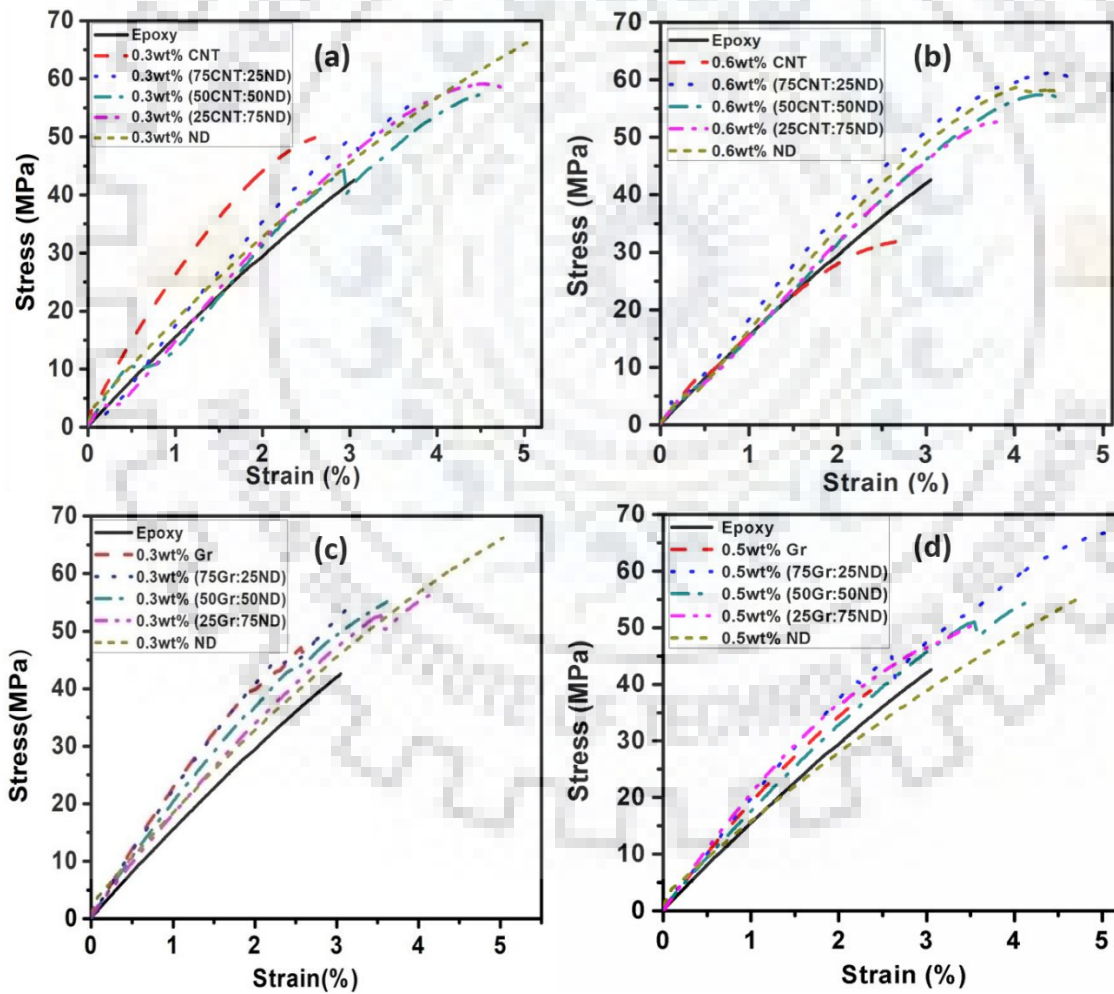 70
60
50
40
30
20
10
0
Stress (MPa)
Epoxy
0.3wt% CNT
0.3wt% (75CNT:25ND)
0.3wt% (50CNT:50ND)
0.3wt% (25CNT:75ND)
0.3wt% ND
(a)
0 1 2 3 4 5
Strain (%)
70
60
50
40
30
20
10
0
Stress (MPa)
Epoxy
0.6wt% CNT
0.6wt% (75CNT:25ND)
0.6wt% (50CNT:50ND)
0.6wt% (25CNT:75ND)
0.6wt% ND
(b)
0 1 2 3 4 5
Strain (%)
70
60
50
40
30
20
10
0
Stress(MPa)
Epoxy
0.3wt% Gr
0.3wt% (75Gr:25ND)
0.3wt% (50Gr:50ND)
0.3wt% (25Gr:75ND)
0.3wt% ND
(c)
0 1 2 3 4 5
Strain(%)
70
60
50
40
30
20
10
0
Stress (MPa)
Epoxy
0.5wt% Gr
0.5wt% (75Gr:25ND)
0.5wt% (50Gr:50ND)
0.5wt% (25Gr:75ND)
0.5wt% ND
(d)
0 1 2 3 4 5
Strain (%)